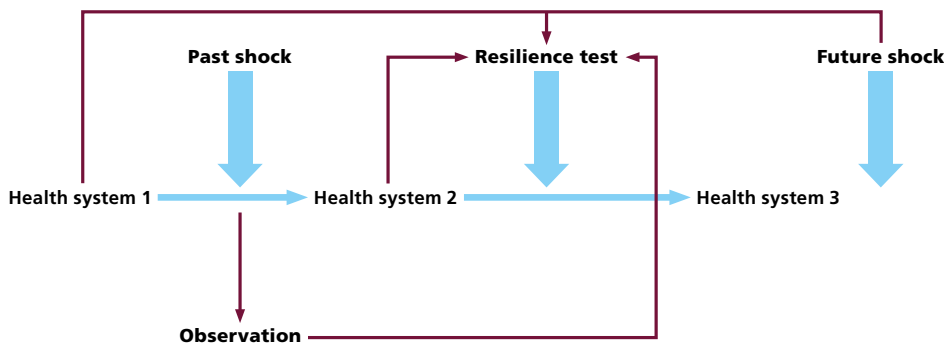 Past shock
Resilience test
Future shock
Health system 1
Health system 2
Health system 3
Observation